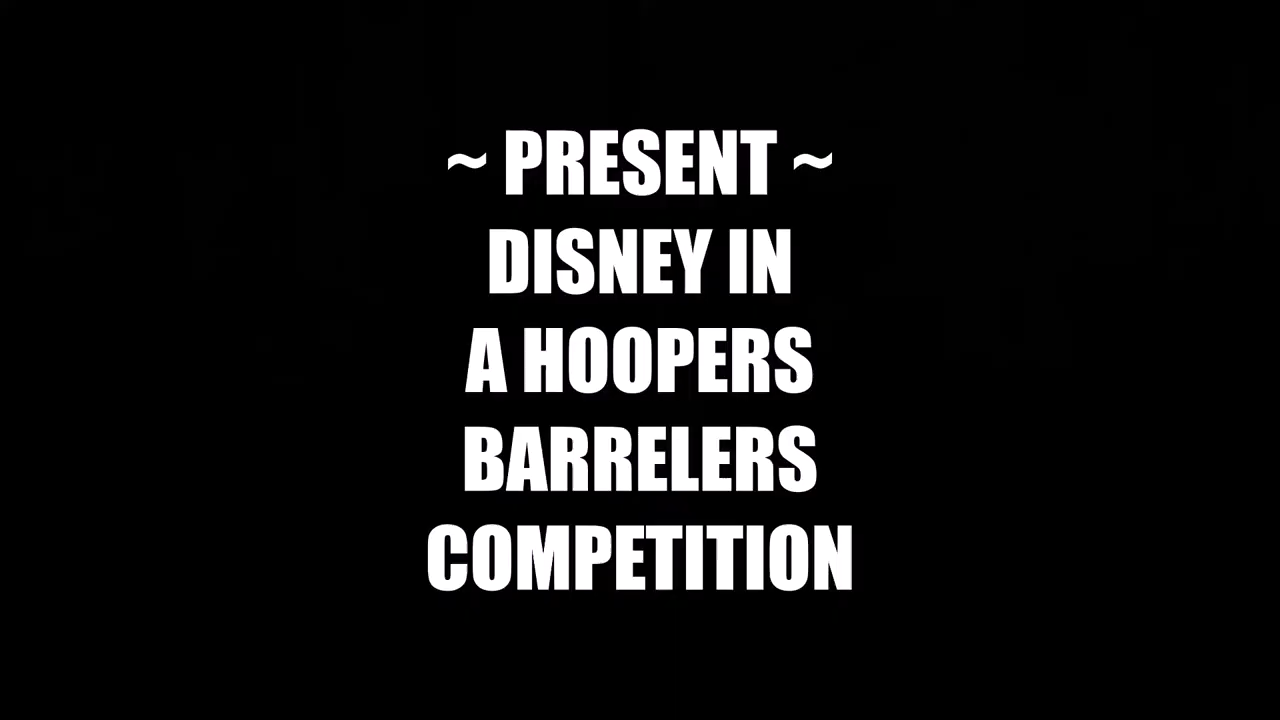 ~ PRESENT ~
DISNEY IN
A HOOPERS
BARRELERS
COMPETITION